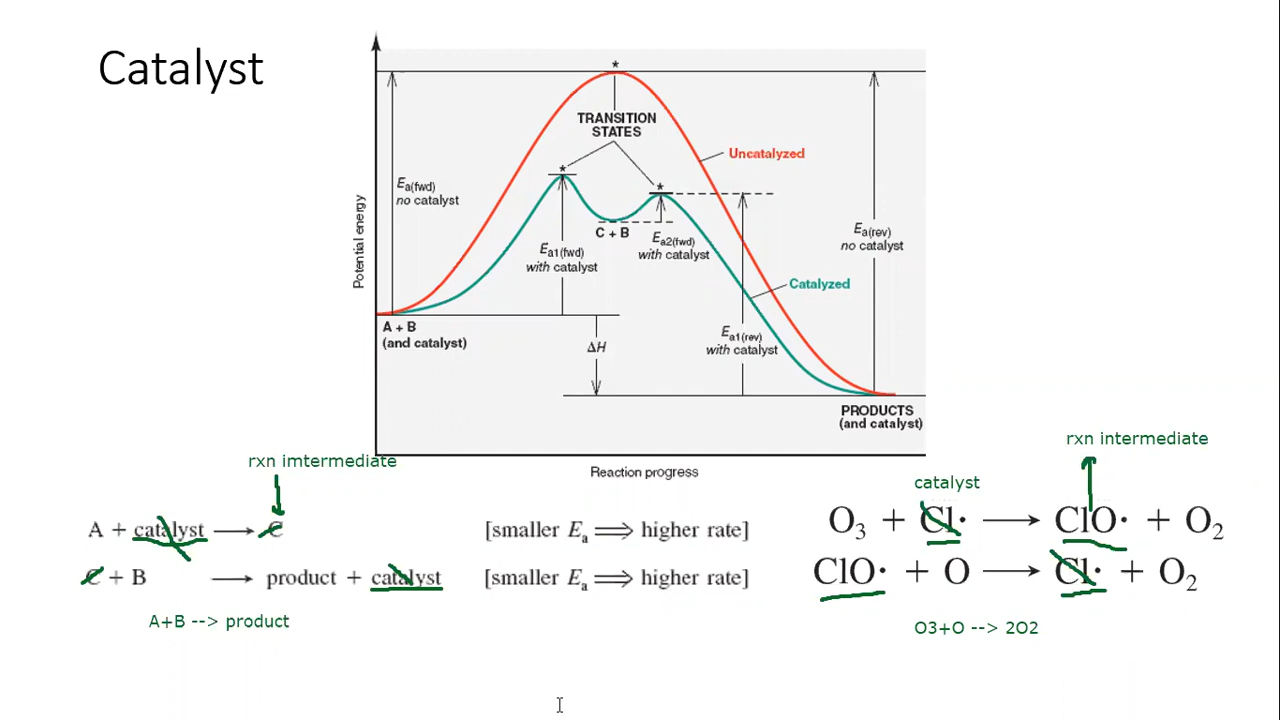 Catalyst
*
TRANSITION
STATES
*
*
Uncatalyzed
Ea(fwd)
no catalyst
Potential energy
C + B
Ea1(fwd)
with catalyst
Ea2(fwd)
with catalyst
Ea(rev)
no catalyst
Catalyzed
A + B
(and catalyst)
ΔH
Ea1(rev)
with catalyst
PRODUCTS
(and catalyst)
Reaction progress
rxn imtermediate
A + catalyst ⟶ C
[smaller Ea ⟹ higher rate]
C + B ⟶ product + catalyst
[smaller Ea ⟹ higher rate]
A+B --> product
rxn intermediate
catalyst
O3 + Cl· ⟶ ClO· + O2
ClO· + O ⟶ Cl· + O2
O3+O --> 2O2